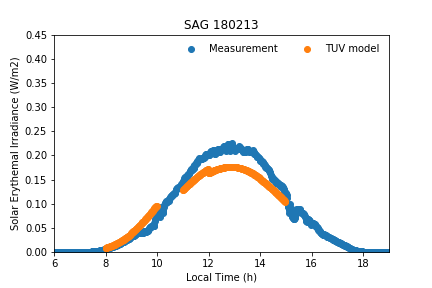 SAG 180213
Measurement
TUV model
Solar Erythemal Irradiance (W/m2)
0.45
0.40
0.35
0.30
0.25
0.20
0.15
0.10
0.05
0.00
6 8 10 12 14 16 18
Local Time (h)